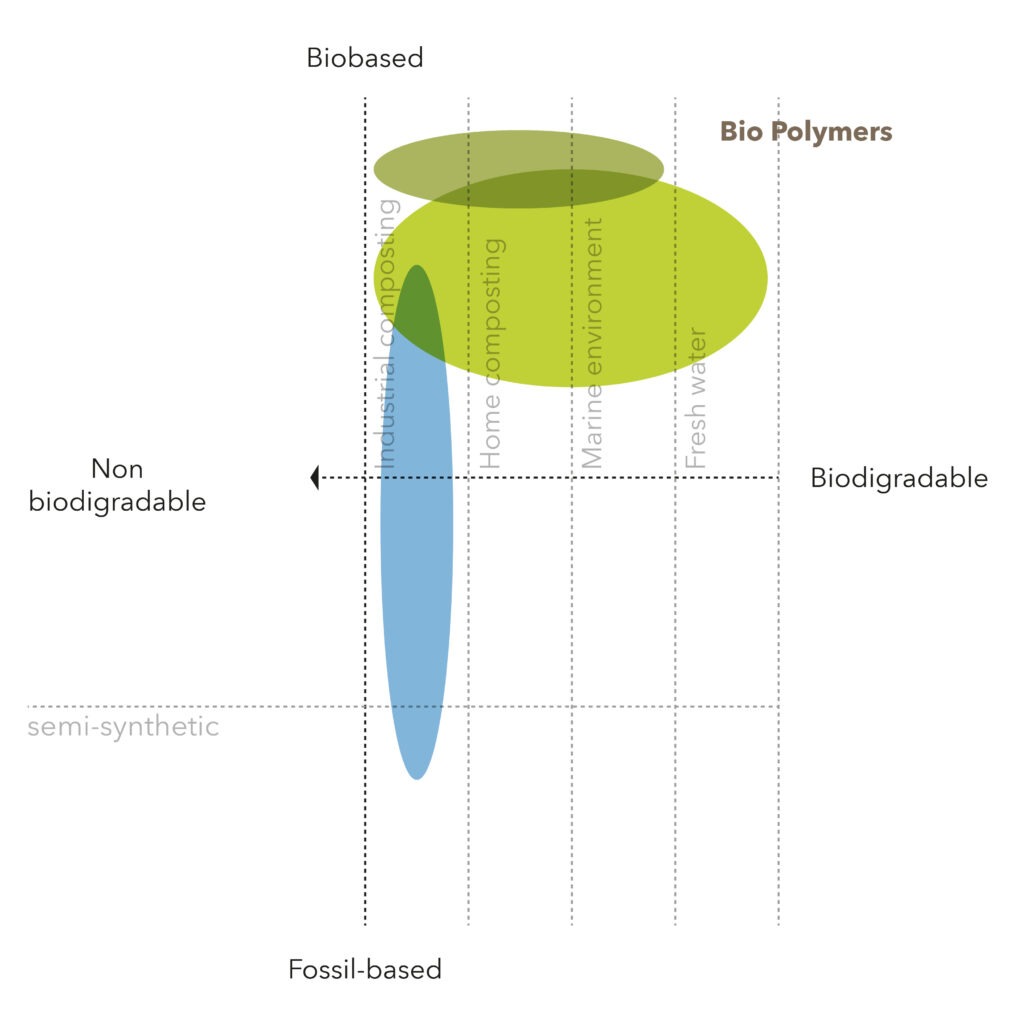 Biobased
Bio Polymers
Industrial composting
Home composting
Marine environment
Fresh water
Non
biodigradable
Biodigradable
semi-synthetic
Fossil-based